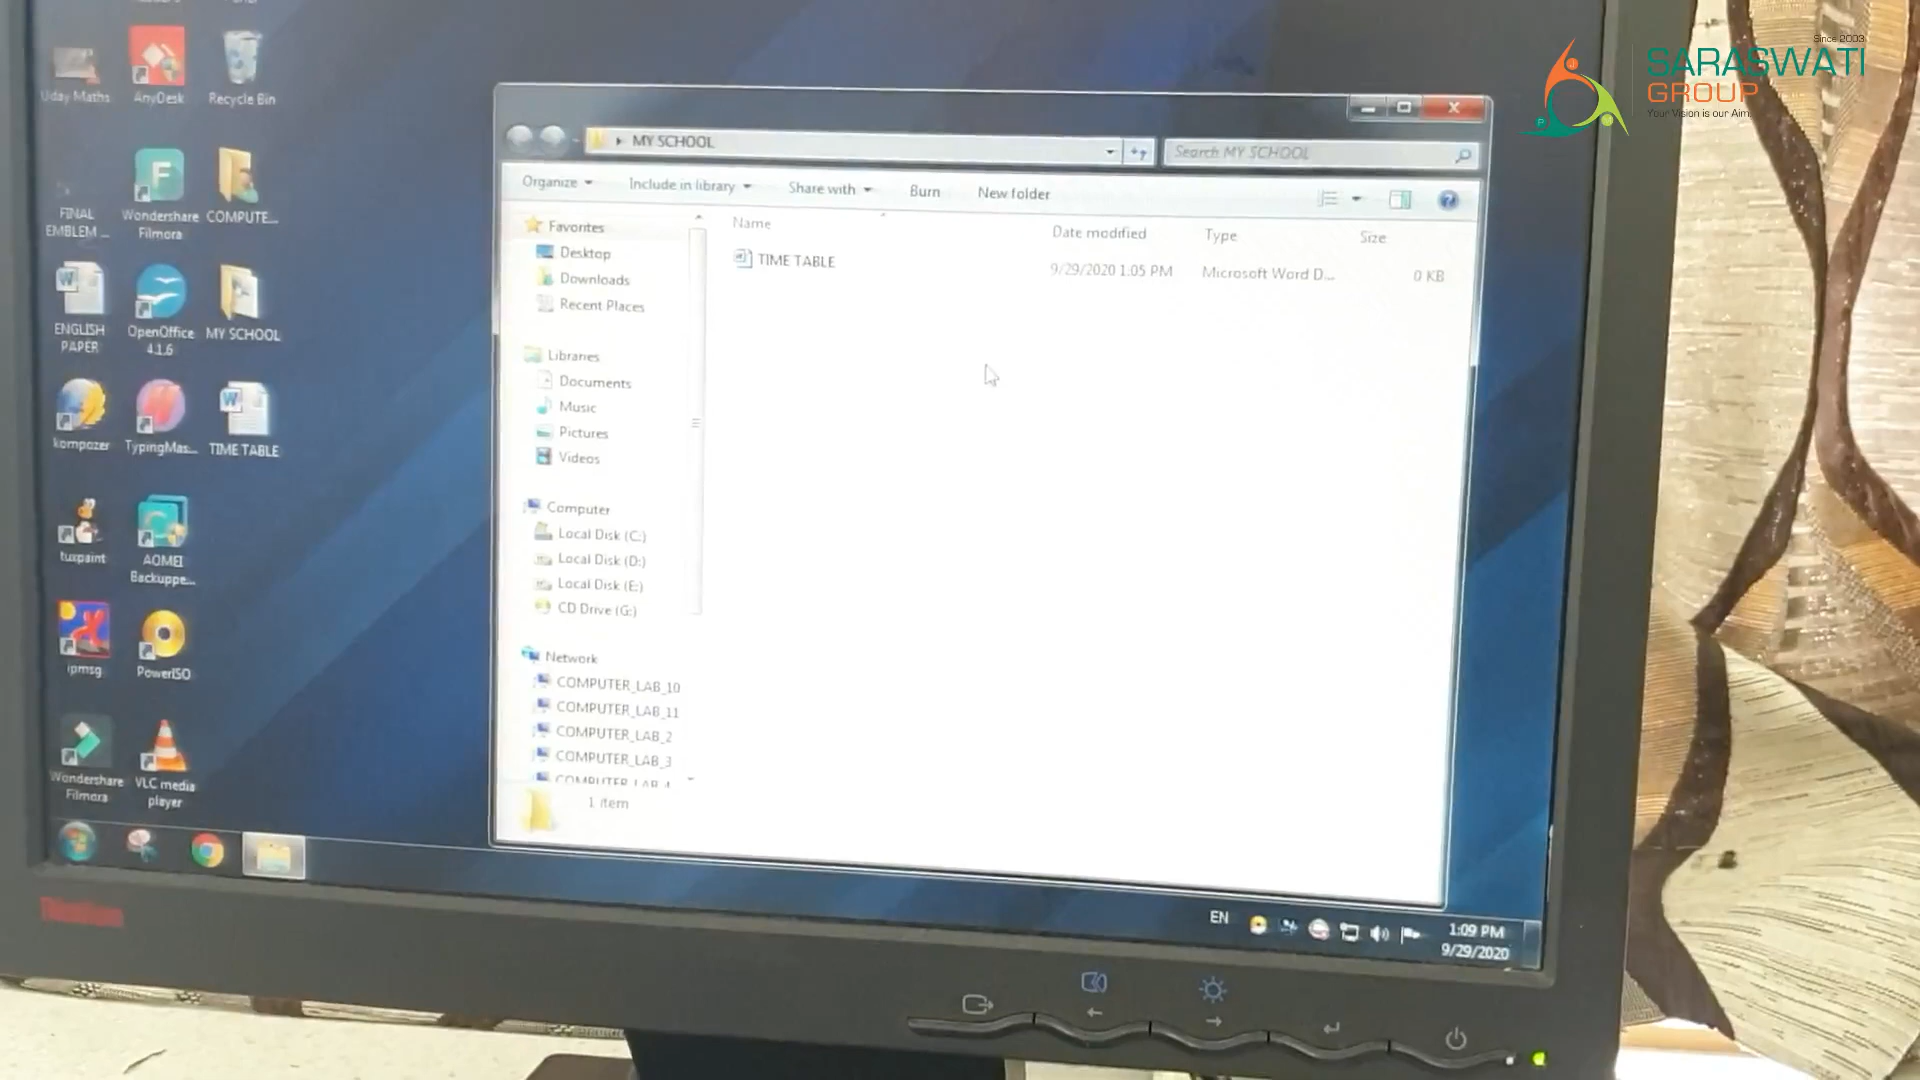 Since 2003
SARASWATI
GROUP
Your Vision is our Aim.
Uday Maths
AnyDesk
Recycle Bin
FINAL
EMBLEM ...
Wondershare
Filmora
COMPUTE...
ENGLISH
PAPER
OpenOffice
4.1.6
MY SCHOOL
kompozer
TypingMas...
TIME TABLE
tuxpaint
AOMEI
Backuppe...
ipmsg
PowerISO
Wondershare
Filmora
VLC media
player
MY SCHOOL
Search MY SCHOOL
Organize
Include in library
Share with
Burn
New folder
Name
Date modified
Type
Size
TIME TABLE
9/29/2020 1:05 PM
Microsoft Word D...
0 KB
Favorites
Desktop
Downloads
Recent Places
Libraries
Documents
Music
Pictures
Videos
Computer
Local Disk (C:)
Local Disk (D:)
Local Disk (E:)
CD Drive (G:)
Network
COMPUTER_LAB_10
COMPUTER_LAB_11
COMPUTER_LAB_2
COMPUTER_LAB_3
COMPUTER_LAB_4
1 item
EN
1:09 PM
9/29/2020